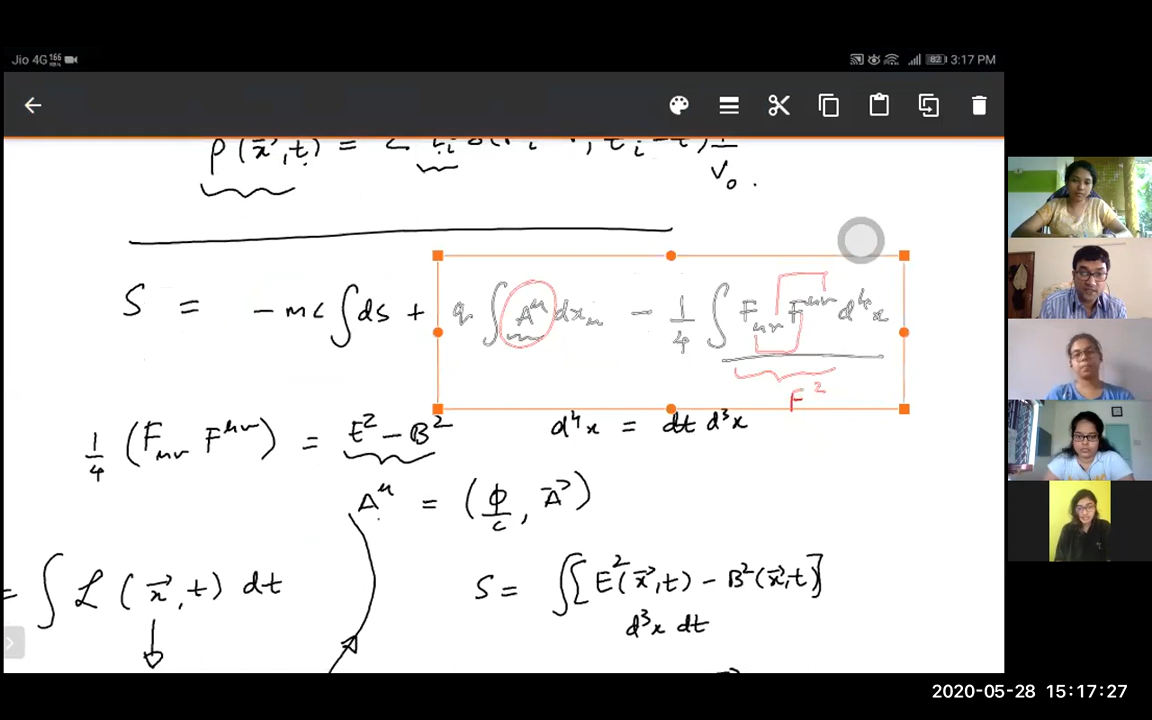 Jio 4G 3:17 PM
ρ(x⃗,t) =
V₀.
S = -mc ∫ds + q ∫A^μ dx_μ - 1/4 ∫F_μν F^μν d⁴x
F²
1/4 (F_μν F^μν) = E² - B² d⁴x = dt d³x
A^μ = (Φ/c, A⃗)
= ∫ L (x⃗, t) dt S = ∫∫[E²(x⃗,t) - B²(x⃗,t)]
d³x dt
2020-05-28 15:17:27